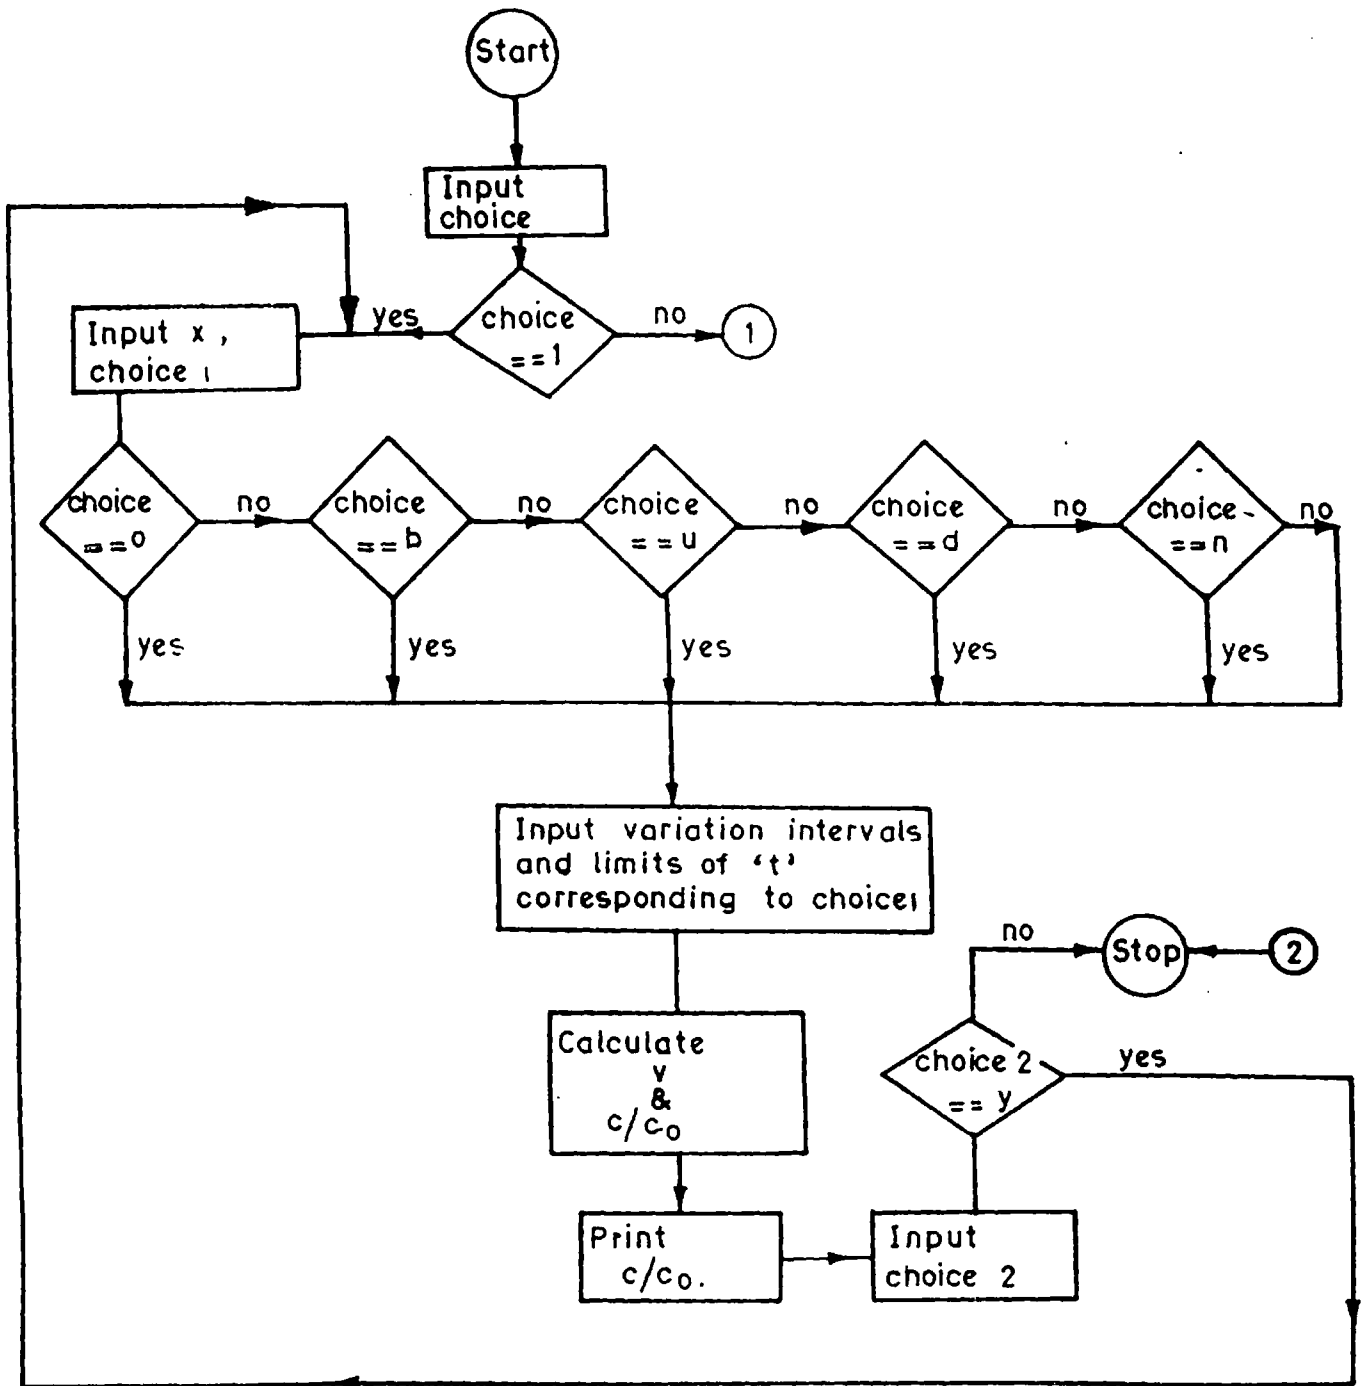 Start
Input
choice
choice
==1
yes
no
1
Input x,
choice 1
choice
==o
no
choice
==b
no
choice
==u
no
choice
==d
no
choice
==n
no
yes
yes
yes
yes
yes
Input variation intervals
and limits of ‘t’
corresponding to choice1
Calculate
v
&
c/c₀
Print
c/c₀.
Input
choice 2
choice 2
== y
no
yes
Stop
2